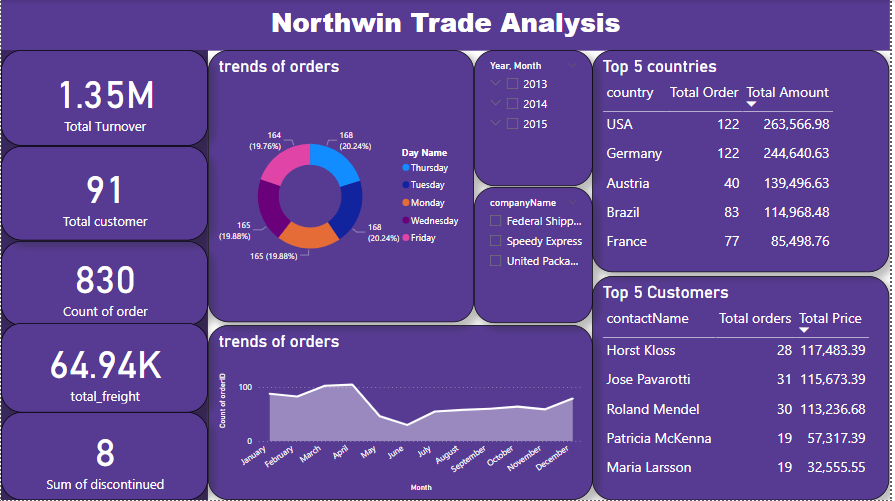 Northwin Trade Analysis
1.35M
Total Turnover
91
Total customer
830
Count of order
64.94K
total_freight
8
Sum of discontinued
trends of orders
164
(19.76%)
168
(20.24%)
165
(19.88%)
165 (19.88%)
168
(20.24%)
Day Name
Thursday
Tuesday
Monday
Wednesday
Friday
Year, Month
2013
2014
2015
companyName
Federal Shipp...
Speedy Express
United Packa...
trends of orders
Count of orderID
100
0
January
February
March
April
May
June
July
August
September
October
November
December
Month
Top 5 countries
country Total Order Total Amount
USA 122 263,566.98
Germany 122 244,640.63
Austria 40 139,496.63
Brazil 83 114,968.48
France 77 85,498.76
Top 5 Customers
contactName Total orders Total Price
Horst Kloss 28 117,483.39
Jose Pavarotti 31 115,673.39
Roland Mendel 30 113,236.68
Patricia McKenna 19 57,317.39
Maria Larsson 19 32,555.55